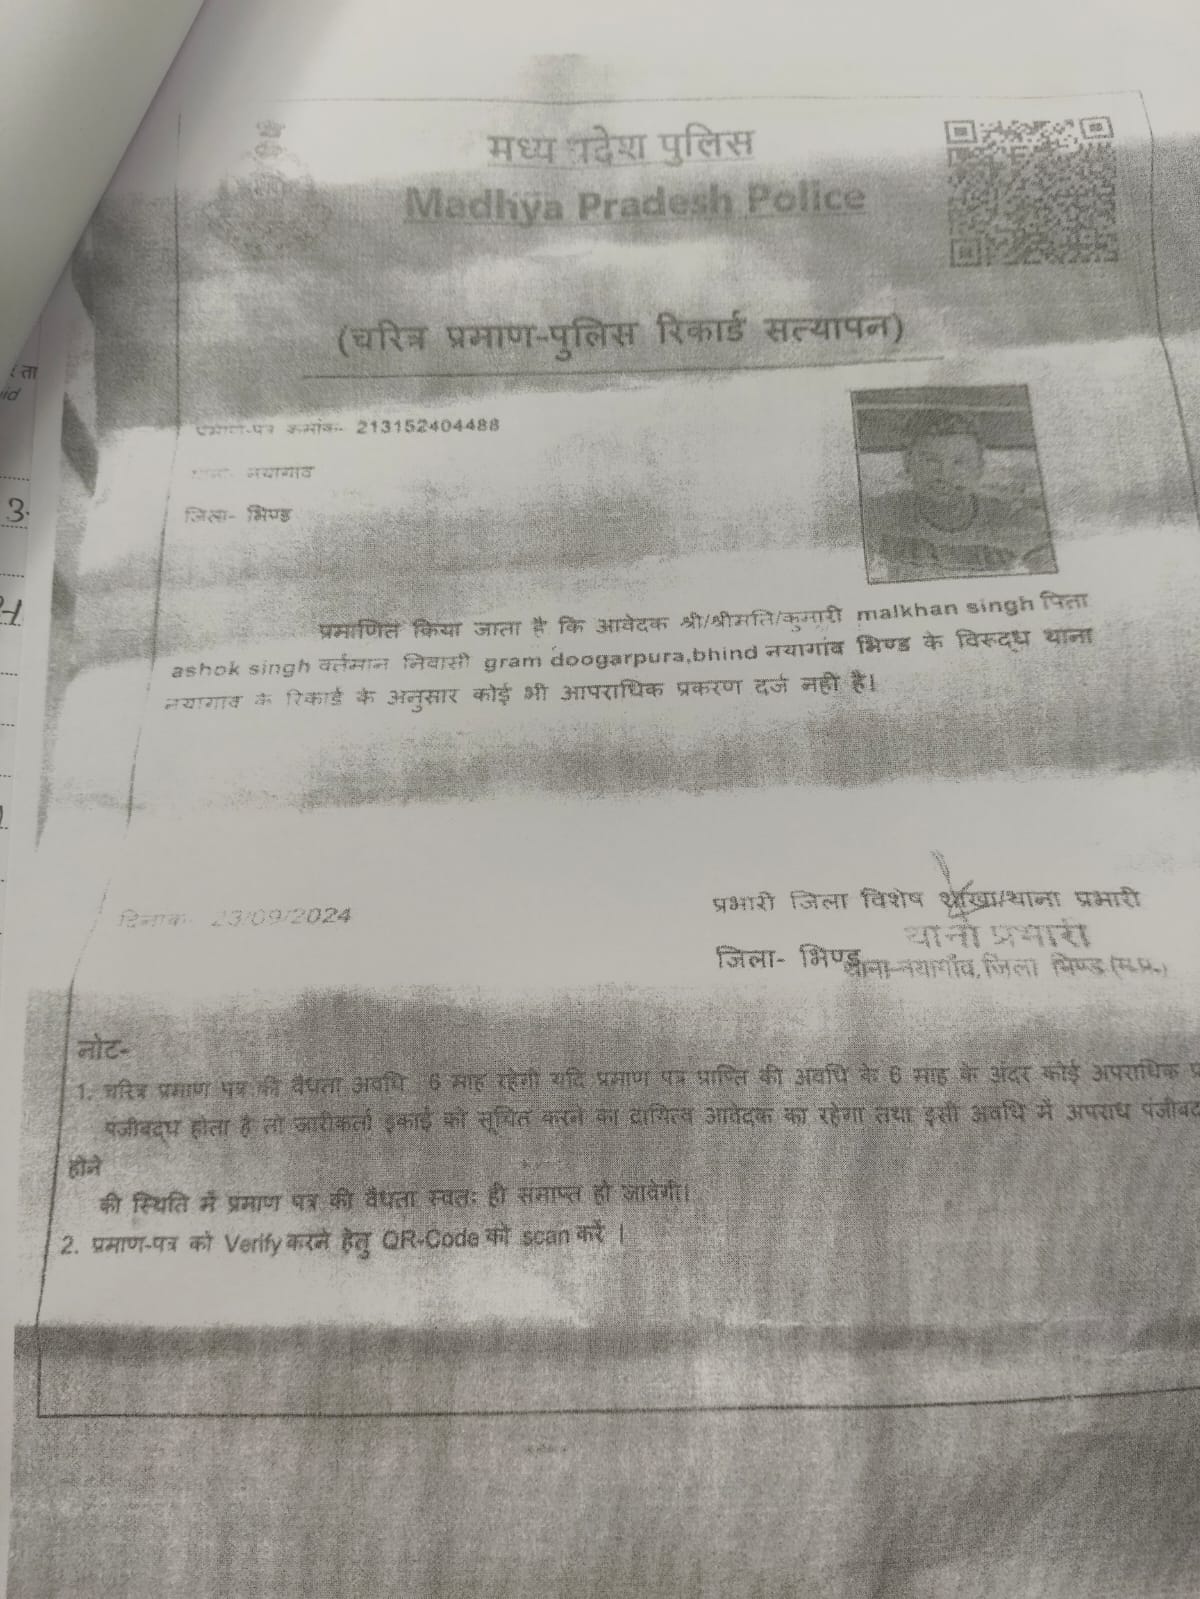 मध्य प्रदेश पुलिस
Madhya Pradesh Police
(चरित्र प्रमाण-पुलिस रिकार्ड सत्यापन)
प्रमाण-पत्र क्रमांक- 213152404488
थाना- नयागांव
जिला- भिण्ड
प्रमाणित किया जाता है कि आवेदक श्री/श्रीमति/कुमारी malkhan singh पिता
ashok singh वर्तमान निवासी gram doogarpura,bhind नयागांव भिण्ड के विरूद्ध थाना
नयागाव के रिकार्ड के अनुसार कोई भी आपराधिक प्रकरण दर्ज नही है।
दिनांक- 23/09/2024
प्रभारी जिला विशेष शाखा/थाना प्रभारी
थाना प्रभारी
जिला- भिण्ड
थाना-नयागाँव, जिला भिण्ड (म.प्र.)
नोट-
1. चरित्र प्रमाण पत्र की वैधता अवधि 6 माह रहेगी यदि प्रमाण पत्र प्राप्ति की अवधि के 6 माह के अंदर कोई अपराधिक प्र
पंजीबद्ध होता है तो जारीकर्ता इकाई को सूचित करने का दायित्व आवेदक का रहेगा तथा इसी अवधि में अपराध पंजीबद
होने
की स्थिति में प्रमाण पत्र की वैधता स्वतः ही समाप्त हो जावेगी।
2. प्रमाण-पत्र को Verify करने हेतु QR-Code को scan करें ।
3.